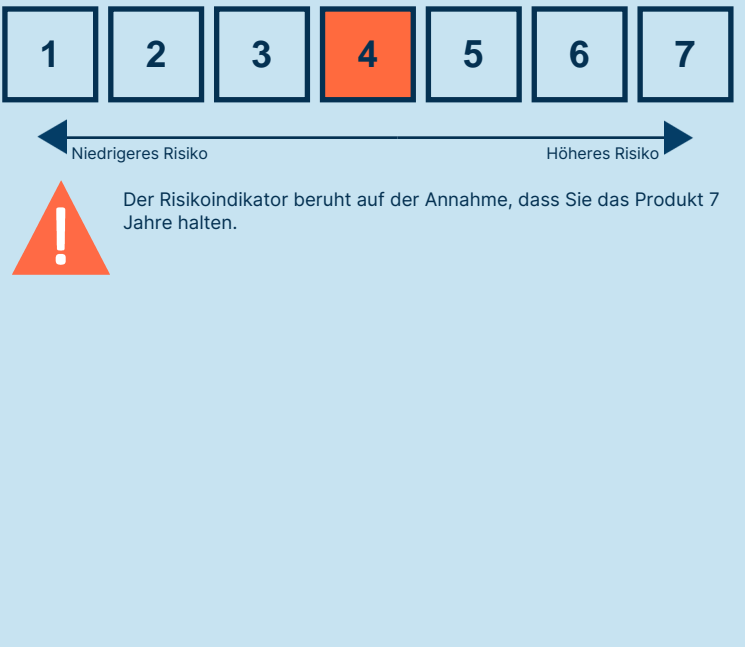 1 2 3 4 5 6 7
Niedrigeres Risiko Höheres Risiko
Der Risikoindikator beruht auf der Annahme, dass Sie das Produkt 7
Jahre halten.